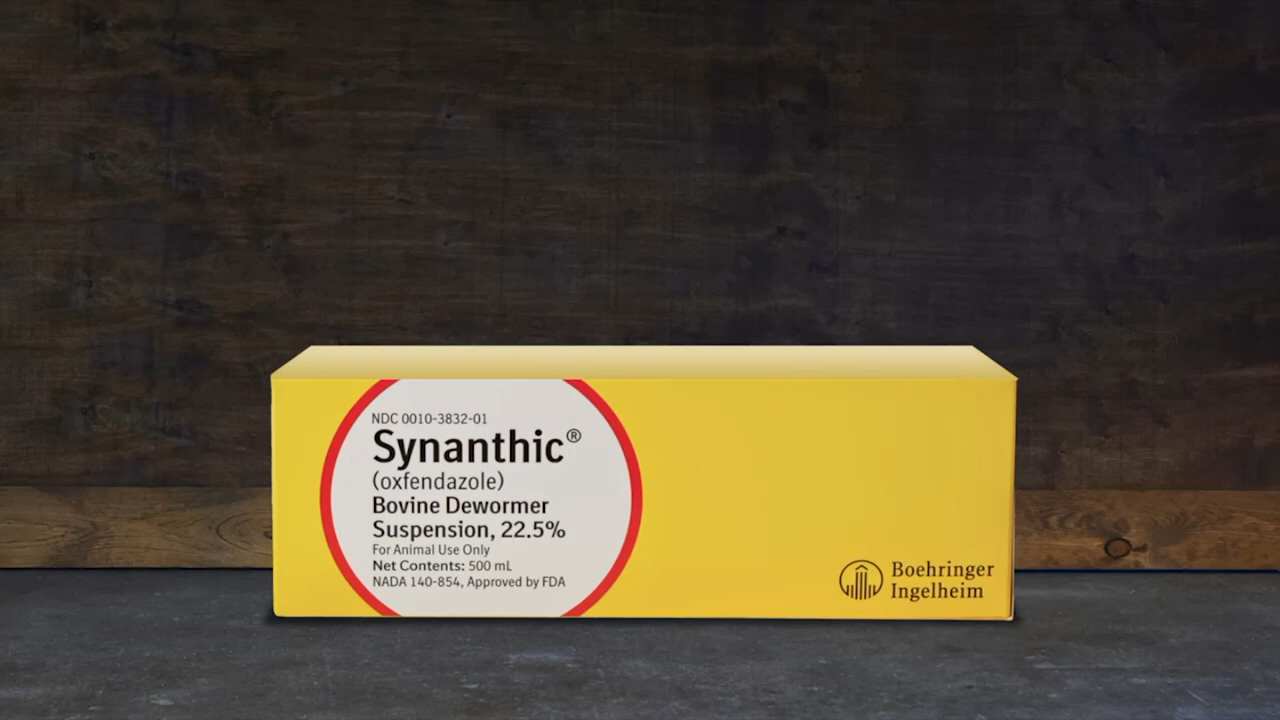 NDC 0010-3832-01
Synanthic®
(oxfendazole)
Bovine Dewormer
Suspension, 22.5%
For Animal Use Only
Net Contents: 500 mL
NADA 140-854, Approved by FDA
Boehringer
Ingelheim